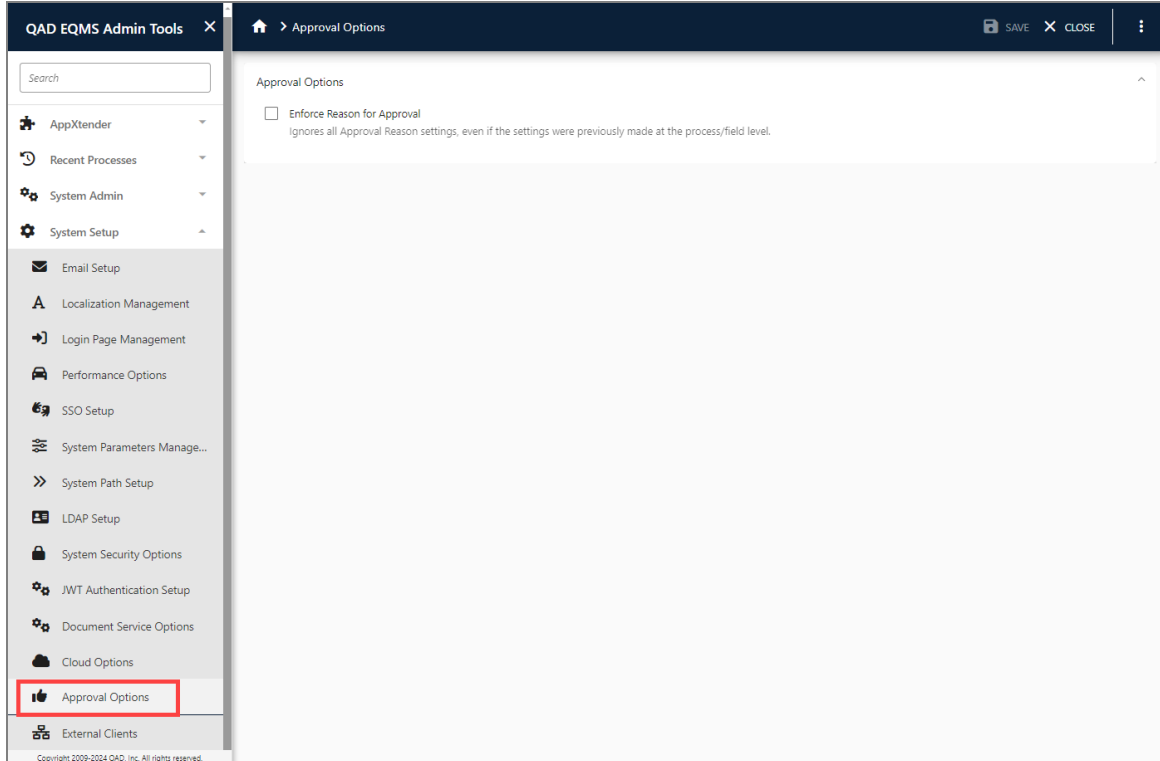 QAD EQMS Admin Tools
Approval Options
SAVE
CLOSE
Search
AppXtender
Recent Processes
System Admin
System Setup
Email Setup
Localization Management
Login Page Management
Performance Options
SSO Setup
System Parameters Manage...
System Path Setup
LDAP Setup
System Security Options
JWT Authentication Setup
Document Service Options
Cloud Options
Approval Options
External Clients
Copyright 2009-2024 QAD, Inc. All rights reserved.
Approval Options
Enforce Reason for Approval
Ignores all Approval Reason settings, even if the settings were previously made at the process/field level.